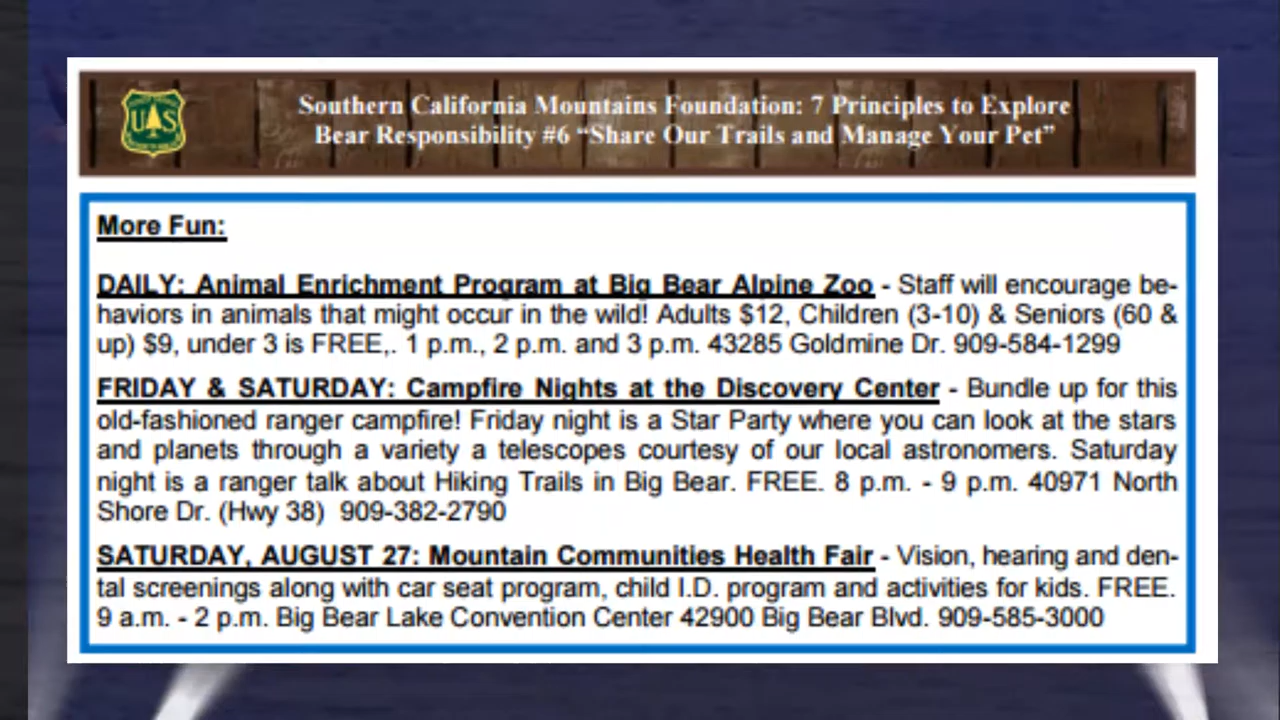 Southern California Mountains Foundation: 7 Principles to Explore
Bear Responsibility #6 “Share Our Trails and Manage Your Pet”
UAS
More Fun:
DAILY: Animal Enrichment Program at Big Bear Alpine Zoo - Staff will encourage be-
haviors in animals that might occur in the wild! Adults $12, Children (3-10) & Seniors (60 &
up) $9, under 3 is FREE,. 1 p.m., 2 p.m. and 3 p.m. 43285 Goldmine Dr. 909-584-1299
FRIDAY & SATURDAY: Campfire Nights at the Discovery Center - Bundle up for this
old-fashioned ranger campfire! Friday night is a Star Party where you can look at the stars
and planets through a variety a telescopes courtesy of our local astronomers. Saturday
night is a ranger talk about Hiking Trails in Big Bear. FREE. 8 p.m. - 9 p.m. 40971 North
Shore Dr. (Hwy 38) 909-382-2790
SATURDAY, AUGUST 27: Mountain Communities Health Fair - Vision, hearing and den-
tal screenings along with car seat program, child I.D. program and activities for kids. FREE.
9 a.m. - 2 p.m. Big Bear Lake Convention Center 42900 Big Bear Blvd. 909-585-3000